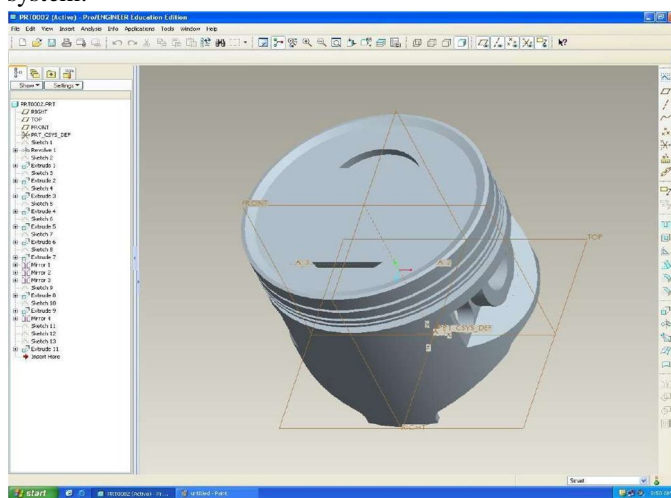 system.
PRT0002 (Active) - Pro/ENGINEER Education Edition
File Edit View Insert Analysis Info Applications Tools Window Help
Show Settings
PRT0002.PRT
RIGHT
TOP
FRONT
PRT_CSYS_DEF
Sketch 1
Revolve 1
Sketch 2
Extrude 1
Sketch 3
Extrude 2
Sketch 4
Extrude 3
Sketch 5
Extrude 4
Sketch 6
Extrude 5
Sketch 7
Extrude 6
Sketch 8
Extrude 7
Mirror 1
Mirror 2
Mirror 3
Sketch 9
Extrude 8
Sketch 10
Extrude 9
Mirror 4
Sketch 11
Sketch 12
Sketch 13
Extrude 11
Insert Here
FRONT
TOP
PRT_CSYS_DEF
RIGHT
Smart
start
PRT0002 (Active) - Pr...
untitled - Paint